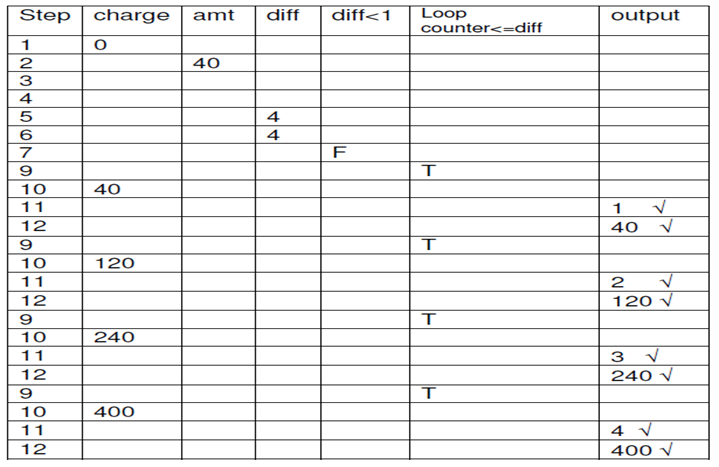 Step charge amt diff diff<1 Loop counter<=diff output
1 0
2 40
3
4
5 4
6 4
7 F
9 T
10 40
11 1 √
12 40 √
9 T
10 120
11 2 √
12 120 √
9 T
10 240
11 3 √
12 240 √
9 T
10 400
11 4 √
12 400 √